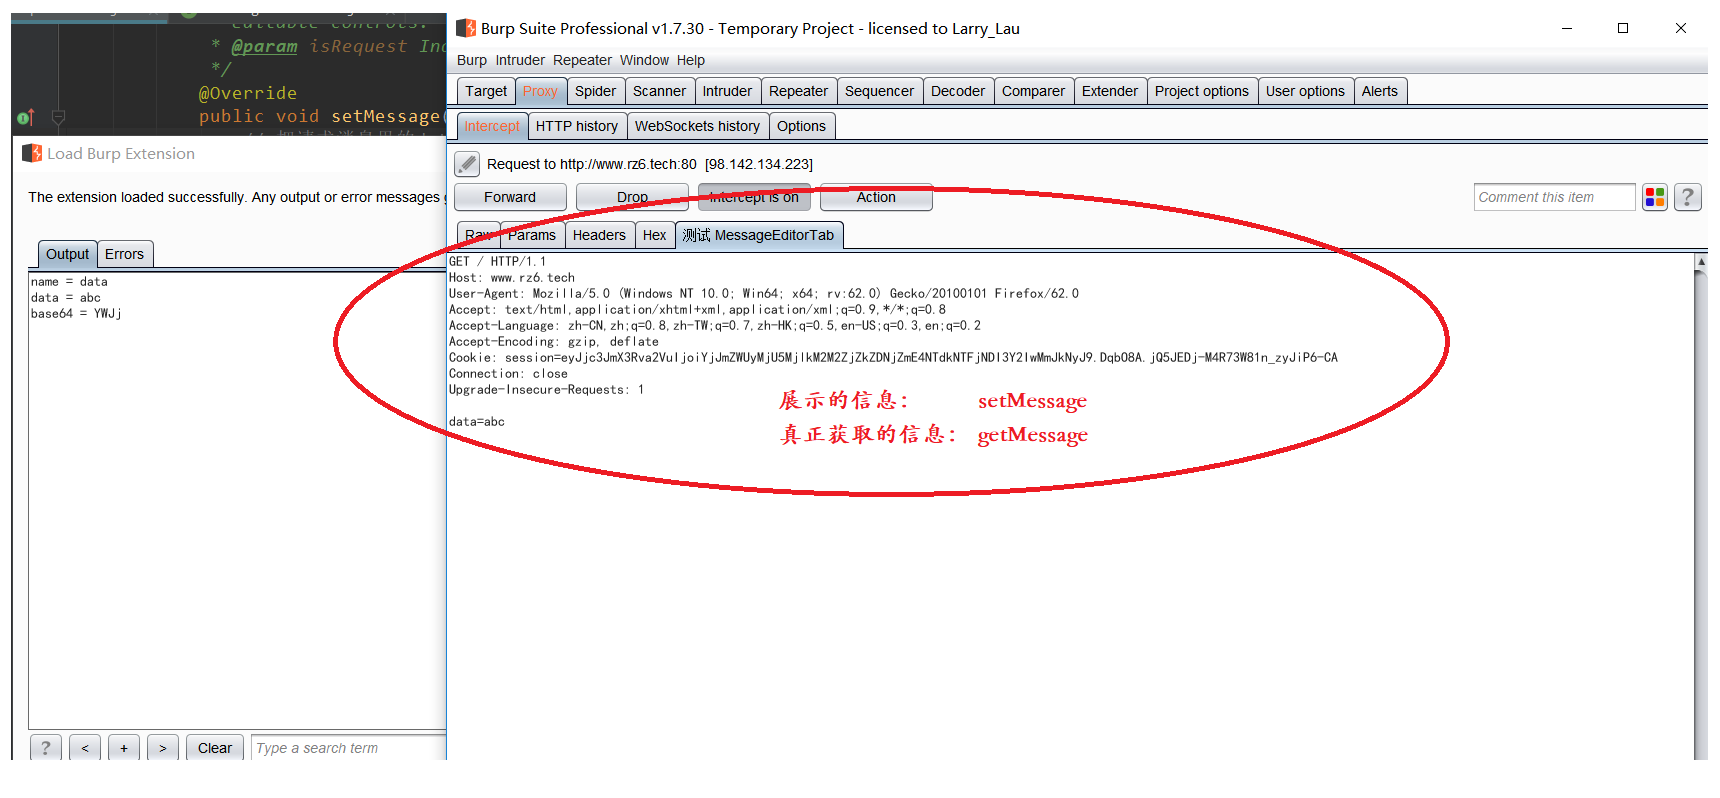 * @param isRequest
*/
@Override
public void setMessage(
Load Burp Extension
The extension loaded successfully. Any output or error messages
Output
Errors
name = data
data = abc
base64 = YWJj
?
<
+
>
Clear
Type a search term
Burp Suite Professional v1.7.30 - Temporary Project - licensed to Larry_Lau
Burp Intruder Repeater Window Help
Target Proxy Spider Scanner Intruder Repeater Sequencer Decoder Comparer Extender Project options User options Alerts
Intercept HTTP history WebSockets history Options
Request to http://www.rz6.tech:80 [98.142.134.223]
Forward Drop Intercept is on Action Comment this item ?
Raw Params Headers Hex 测试 MessageEditorTab
GET / HTTP/1.1
Host: www.rz6.tech
User-Agent: Mozilla/5.0 (Windows NT 10.0; Win64; x64; rv:62.0) Gecko/20100101 Firefox/62.0
Accept: text/html,application/xhtml+xml,application/xml;q=0.9,*/*;q=0.8
Accept-Language: zh-CN,zh;q=0.8,zh-TW;q=0.7,zh-HK;q=0.5,en-US;q=0.3,en;q=0.2
Accept-Encoding: gzip, deflate
Cookie:
Connection: close
Upgrade-Insecure-Requests: 1
data=abc
展示的信息： setMessage
真正获取的信息： getMessage